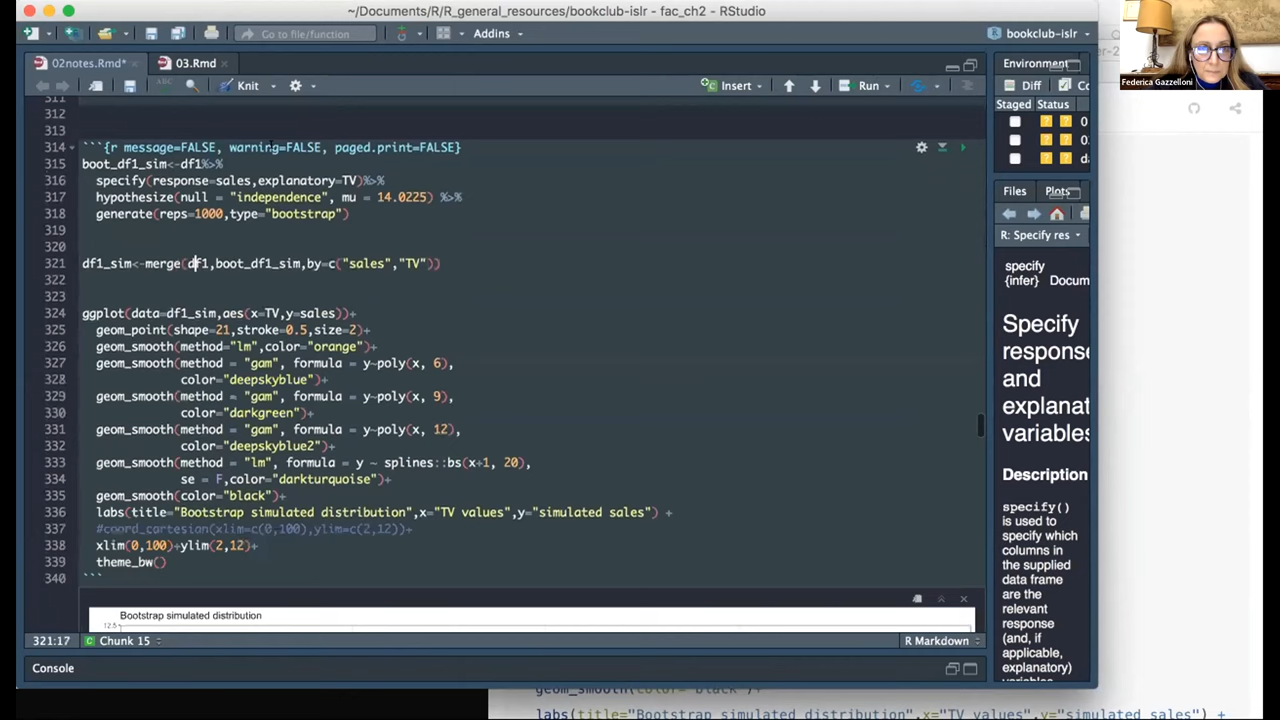 ~/Documents/R/R_general_resources/bookclub-islr - fac_ch2 - RStudio
Go to file/function
Addins
bookclub-islr
Federica Gazzelloni
02notes.Rmd*
03.Rmd
Environment
Knit
Insert
Run
Diff
Staged Status
311
312
313
314 ```{r message=FALSE, warning=FALSE, paged.print=FALSE}
315 boot_df1_sim<-df1%>%
316 specify(response=sales,explanatory=TV)%>%
317 hypothesize(null = "independence", mu = 14.0225) %>%
318 generate(reps=1000,type="bootstrap")
319
320
321 df1_sim<-merge(df1,boot_df1_sim,by=c("sales","TV"))
322
323
324 ggplot(data=df1_sim,aes(x=TV,y=sales))+
325 geom_point(shape=21,stroke=0.5,size=2)+
326 geom_smooth(method="lm",color="orange")+
327 geom_smooth(method = "gam", formula = y~poly(x, 6),
328 color="deepskyblue")+
329 geom_smooth(method = "gam", formula = y~poly(x, 9),
330 color="darkgreen")+
331 geom_smooth(method = "gam", formula = y~poly(x, 12),
332 color="deepskyblue2")+
333 geom_smooth(method = "lm", formula = y ~ splines::bs(x+1, 20),
334 se = F,color="darkturquoise")+
335 geom_smooth(color="black")+
336 labs(title="Bootstrap simulated distribution",x="TV values",y="simulated sales") +
337 #coord_cartesian(xlim=c(0,100),ylim=c(2,12))+
338 xlim(0,100)+ylim(2,12)+
339 theme_bw()
340 ```
Files Plots
R: Specify re
specify
{infer} Docum
Specify
response
and
explanat
variables
Description
specify()
is used to
specify which
columns in
the supplied
data frame
are the
relevant
response
(and, if
applicable,
explanatory)
Bootstrap simulated distribution
12.5
321:17 Chunk 15 R Markdown
Console
geom_smooth(color="black")+
labs(title="Bootstrap simulated distribution",x="TV values",y="simulated sales") +